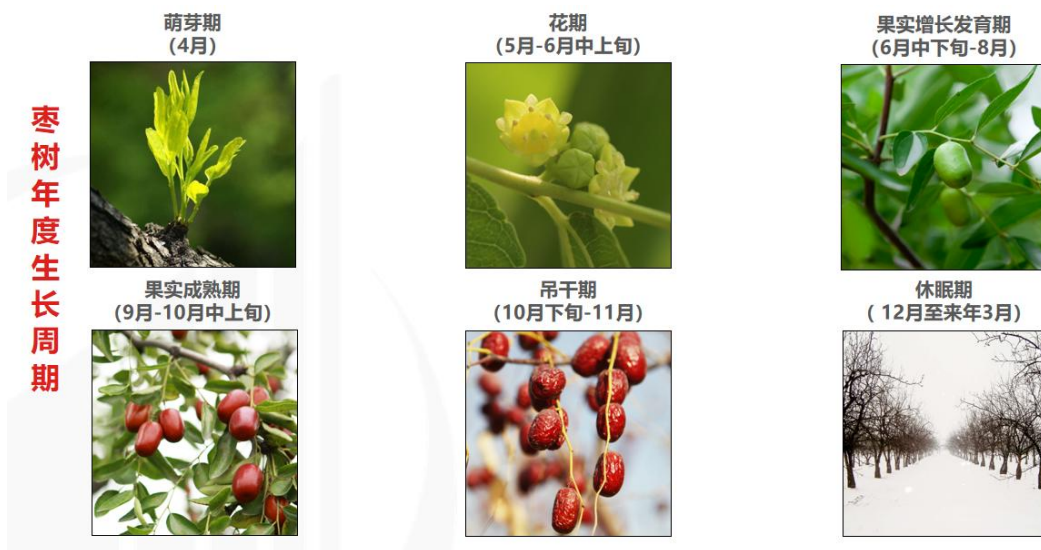 枣树年度生长周期
萌芽期
（4月）
花期
（5月-6月中上旬）
果实增长发育期
（6月中下旬-8月）
果实成熟期
（9月-10月中上旬）
吊干期
（10月下旬-11月）
休眠期
（ 12月至来年3月）